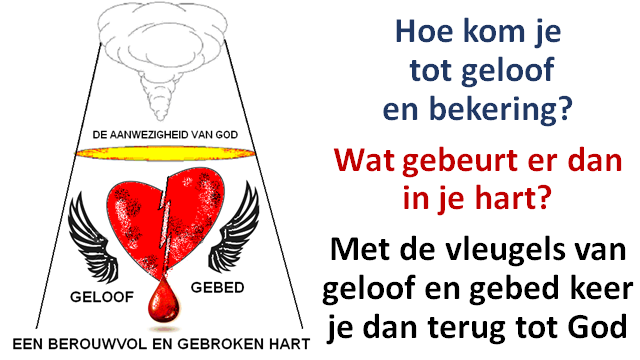 DE AANWEZIGHEID VAN GOD
GELOOF
GEBED
EEN BEROUWVOL EN GEBROKEN HART
Hoe kom je
tot geloof
en bekering?
Wat gebeurt er dan
in je hart?
Met de vleugels van
geloof en gebed keer
je dan terug tot God